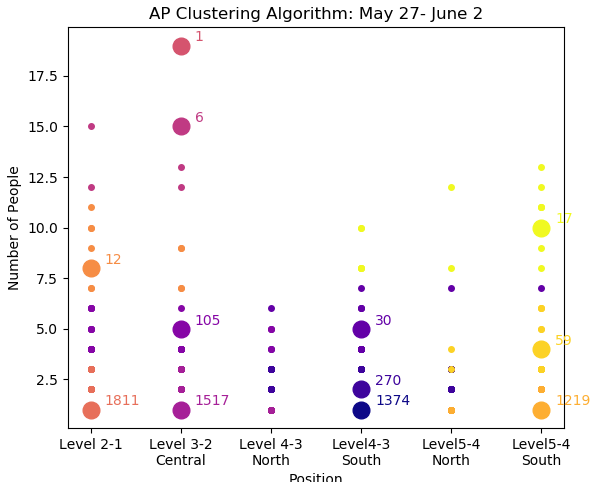 AP Clustering Algorithm: May 27- June 2
1
17.5
6
15.0
12.5
17
10.0
12
7.5
105
30
5.0
59
270
2.5
1811
1517
1374
1219
Number of People
Level 2-1
Level 3-2
Central
Level 4-3
North
Level4-3
South
Level5-4
North
Level5-4
South
Position